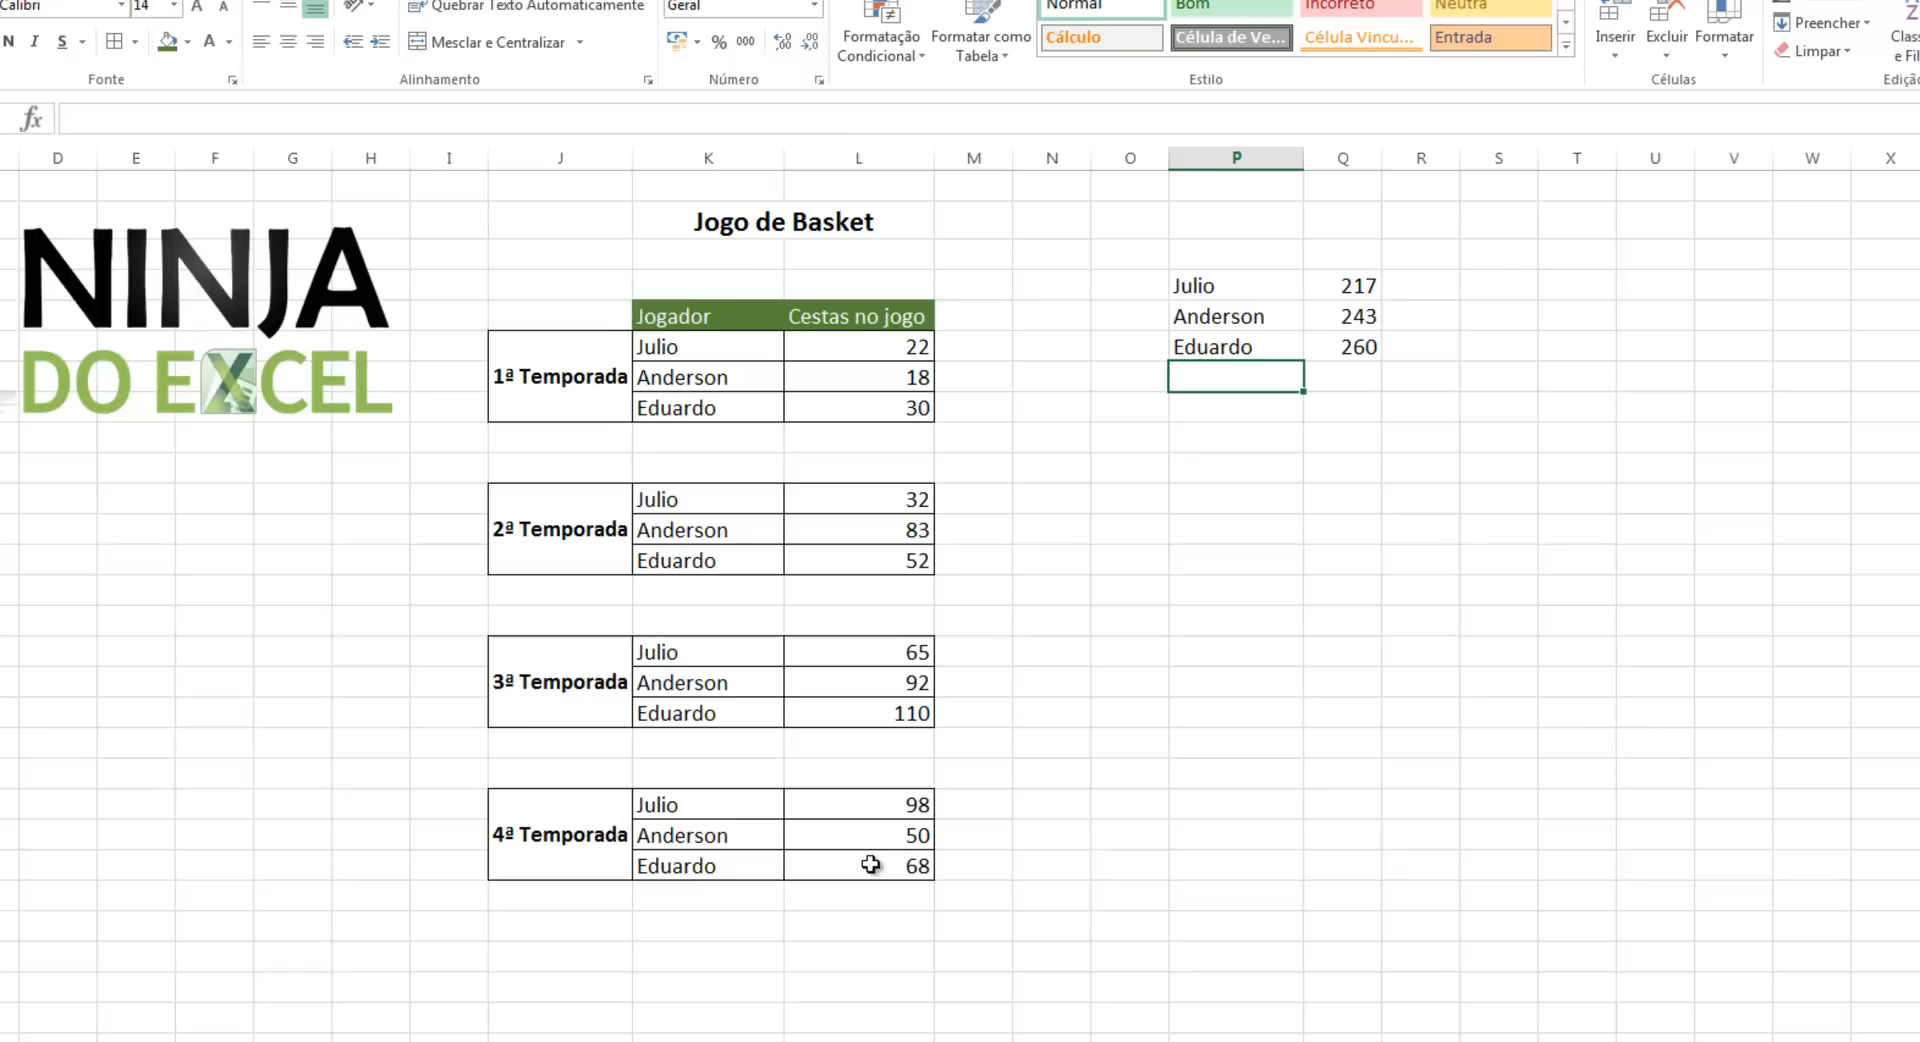 Calibri 14 A A Quebrar Texto Automaticamente Geral Normal Bom Incorreto Neutra
N I S A Mesclar e Centralizar % 000 Formatação Condicional Formatar como Tabela Cálculo Célula de Ve... Célula Vincu... Entrada Inserir Excluir Formatar Preencher
Limpar
Fonte Alinhamento Número Estilo Células
fx
D E F G H I J K L M N O P Q R S T U V W X
NINJA
DO EXCEL
Jogo de Basket
Jogador Cestas no jogo
1ª Temporada
Julio 22
Anderson 18
Eduardo 30
2ª Temporada
Julio 32
Anderson 83
Eduardo 52
3ª Temporada
Julio 65
Anderson 92
Eduardo 110
4ª Temporada
Julio 98
Anderson 50
Eduardo 68
Julio 217
Anderson 243
Eduardo 260